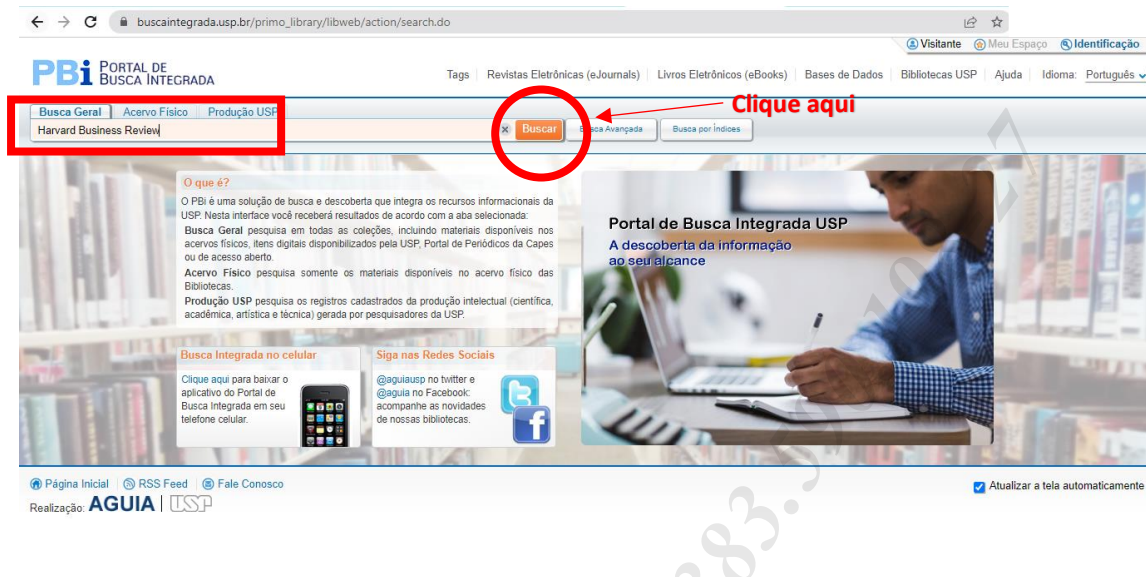 buscaintegrada.usp.br/primo_library/libweb/action/search.do
Visitante Meu Espaço Identificação
PBi PORTAL DE BUSCA INTEGRADA
Tags Revistas Eletrônicas (eJournals) Livros Eletrônicos (eBooks) Bases de Dados Bibliotecas USP Ajuda Idioma: Português
Clique aqui
Busca Geral Acervo Físico Produção USP
Harvard Business Review
Buscar Busca Avançada Busca por Índices
O que é?
O PBi é uma solução de busca e descoberta que integra os recursos informacionais da
USP. Nesta interface você receberá resultados de acordo com a aba selecionada:
Busca Geral pesquisa em todas as coleções, incluindo materiais disponíveis nos
acervos físicos, itens digitais disponibilizados pela USP, Portal de Periódicos da Capes
ou de acesso aberto.
Acervo Físico pesquisa somente os materiais disponíveis no acervo físico das
Bibliotecas.
Produção USP pesquisa os registros cadastrados da produção intelectual (científica,
acadêmica, artística e técnica) gerada por pesquisadores da USP.
Portal de Busca Integrada USP
A descoberta da informação
ao seu alcance
Busca Integrada no celular
Clique aqui para baixar o
aplicativo do Portal de
Busca Integrada em seu
telefone celular.
Siga nas Redes Sociais
@aguiausp no twitter e
@aguia no Facebook:
acompanhe as novidades
de nossas bibliotecas.
Página Inicial RSS Feed Fale Conosco
Atualizar a tela automaticamente
Realização: AGUIA USP